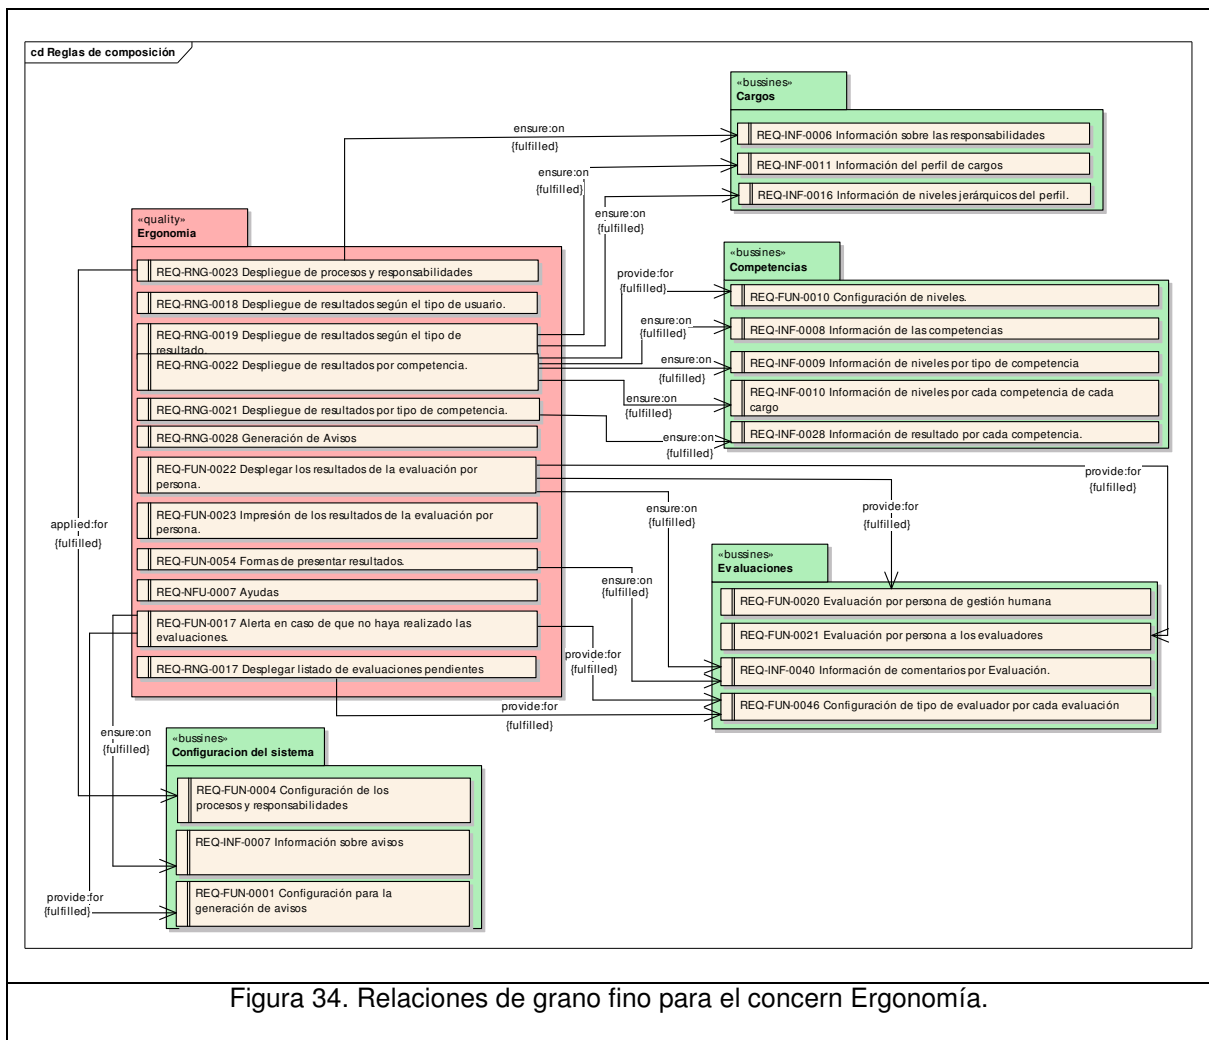 cd Reglas de composición
«bussines»
Cargos
REQ-INF-0006 Información sobre las responsabilidades
REQ-INF-0011 Información del perfil de cargos
REQ-INF-0016 Información de niveles jerárquicos del perfil.
ensure:on
{fulfilled}
ensure:on
{fulfilled}
ensure:on
{fulfilled}
«quality»
Ergonomia
REQ-RNG-0023 Despliegue de procesos y responsabilidades
REQ-RNG-0018 Despliegue de resultados según el tipo de usuario.
REQ-RNG-0019 Despliegue de resultados según el tipo de
resultado.
REQ-RNG-0022 Despliegue de resultados por competencia.
REQ-RNG-0021 Despliegue de resultados por tipo de competencia.
REQ-RNG-0028 Generación de Avisos
REQ-FUN-0022 Desplegar los resultados de la evaluación por
persona.
REQ-FUN-0023 Impresión de los resultados de la evaluación por
persona.
REQ-FUN-0054 Formas de presentar resultados.
REQ-NFU-0007 Ayudas
REQ-FUN-0017 Alerta en caso de que no haya realizado las
evaluaciones.
REQ-RNG-0017 Desplegar listado de evaluaciones pendientes
«bussines»
Competencias
REQ-FUN-0010 Configuración de niveles.
REQ-INF-0008 Información de las competencias
REQ-INF-0009 Información de niveles por tipo de competencia
REQ-INF-0010 Información de niveles por cada competencia de cada
cargo
REQ-INF-0028 Información de resultado por cada competencia.
provide:for
{fulfilled}
ensure:on
{fulfilled}
ensure:on
{fulfilled}
ensure:on
{fulfilled}
ensure:on
{fulfilled}
provide:for
{fulfilled}
provide:for
{fulfilled}
ensure:on
{fulfilled}
ensure:on
{fulfilled}
provide:for
{fulfilled}
provide:for
{fulfilled}
«bussines»
Evaluaciones
REQ-FUN-0020 Evaluación por persona de gestión humana
REQ-FUN-0021 Evaluación por persona a los evaluadores
REQ-INF-0040 Información de comentarios por Evaluación.
REQ-FUN-0046 Configuración de tipo de evaluador por cada evaluación
applied:for
{fulfilled}
ensure:on
{fulfilled}
provide:for
{fulfilled}
«bussines»
Configuracion del sistema
REQ-FUN-0004 Configuración de los
procesos y responsabilidades
REQ-INF-0007 Información sobre avisos
REQ-FUN-0001 Configuración para la
generación de avisos
Figura 34. Relaciones de grano fino para el concern Ergonomía.